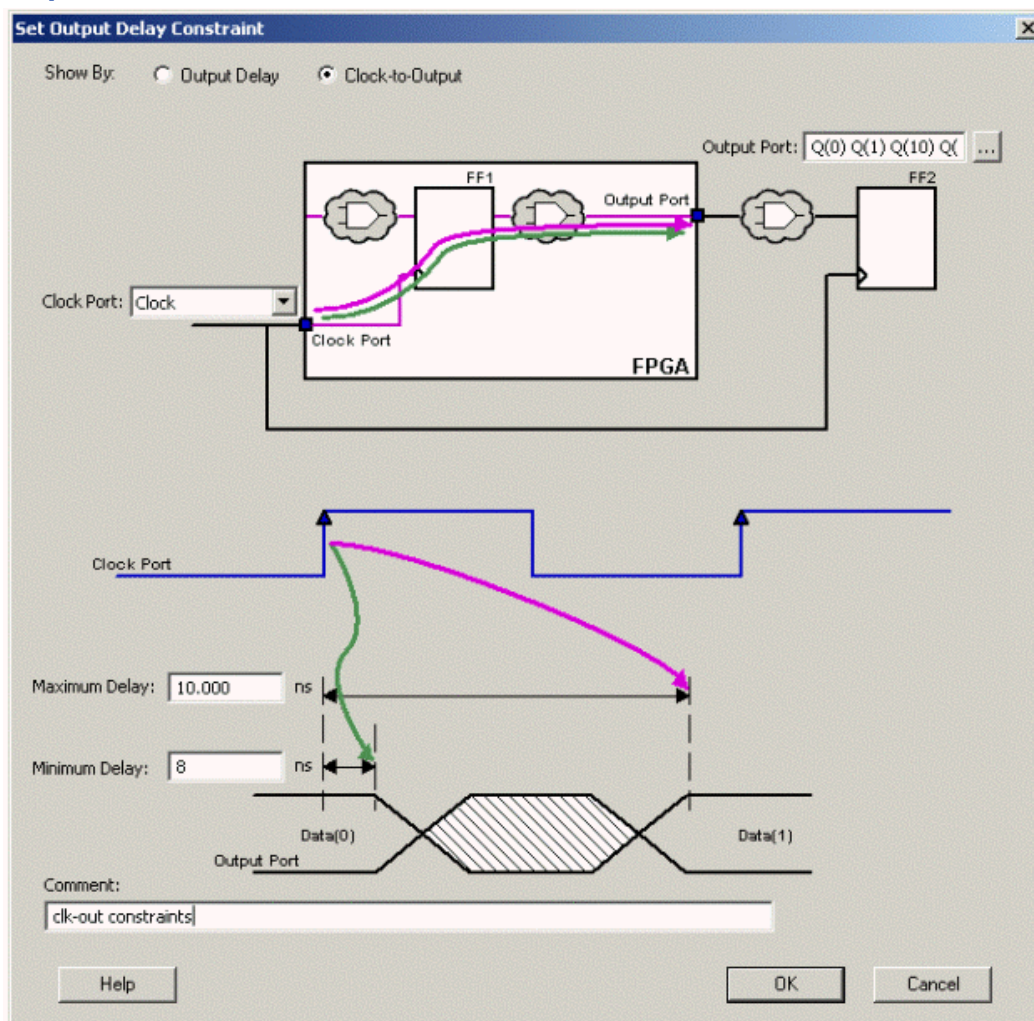 Set Output Delay Constraint
Show By: Output Delay Clock-to-Output
Output Port: Q(0) Q(1) Q(10) Q( ...
FF1 FF2
Output Port
Clock Port: Clock
Clock Port
FPGA
Clock Port
Maximum Delay: 10.000 ns
Minimum Delay: 8 ns
Data(0) Data(1)
Output Port
Comment:
clk-out constraints
Help OK Cancel